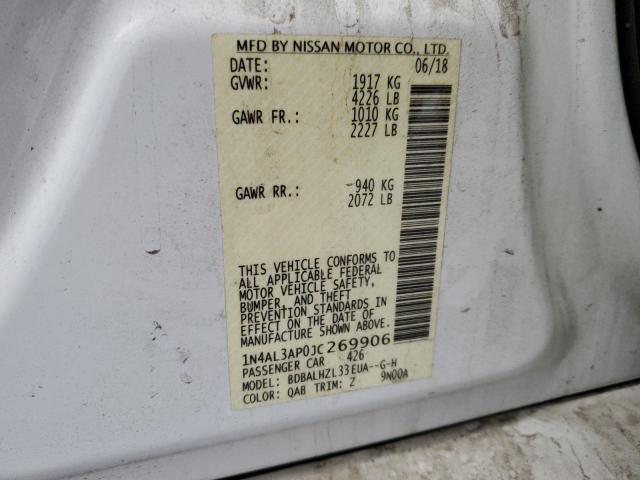 MFD BY NISSAN MOTOR CO., LTD.
DATE: 06/18
GVWR: 1917 KG
4226 LB
GAWR FR.: 1010 KG
2227 LB
GAWR RR.: 940 KG
2072 LB
THIS VEHICLE CONFORMS TO
ALL APPLICABLE FEDERAL
MOTOR VEHICLE SAFETY,
BUMPER, AND THEFT
PREVENTION STANDARDS IN
EFFECT ON THE DATE OF
MANUFACTURE SHOWN ABOVE.
1N4AL3AP0JC269906
PASSENGER CAR 426
MODEL: BDBALHZL33EUA--G-H
COLOR: QAB TRIM: Z 9N00A